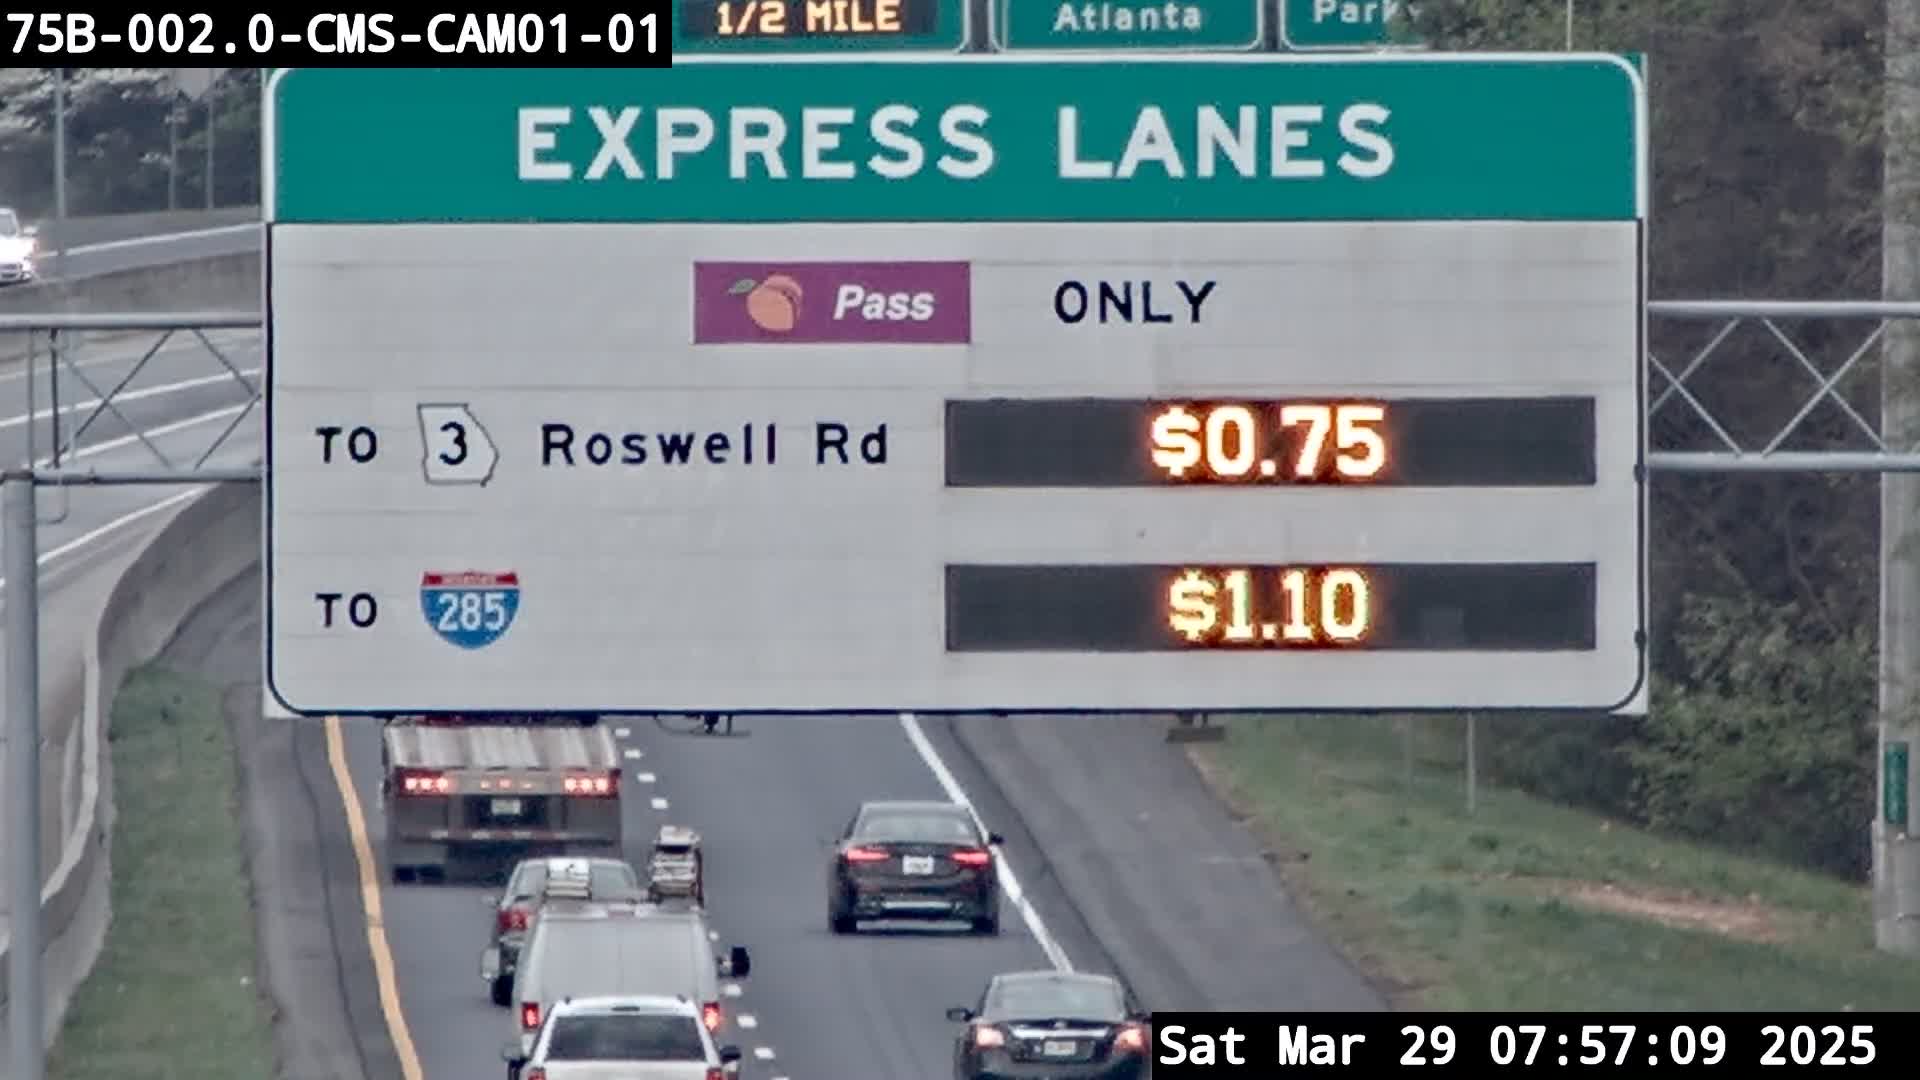 75B-002.0-CMS-CAM01-01
1/2 MILE
Atlanta
EXPRESS LANES
Pass ONLY
TO 3 Roswell Rd $0.75
TO 285 $1.10
Sat Mar 29 07:57:09 2025